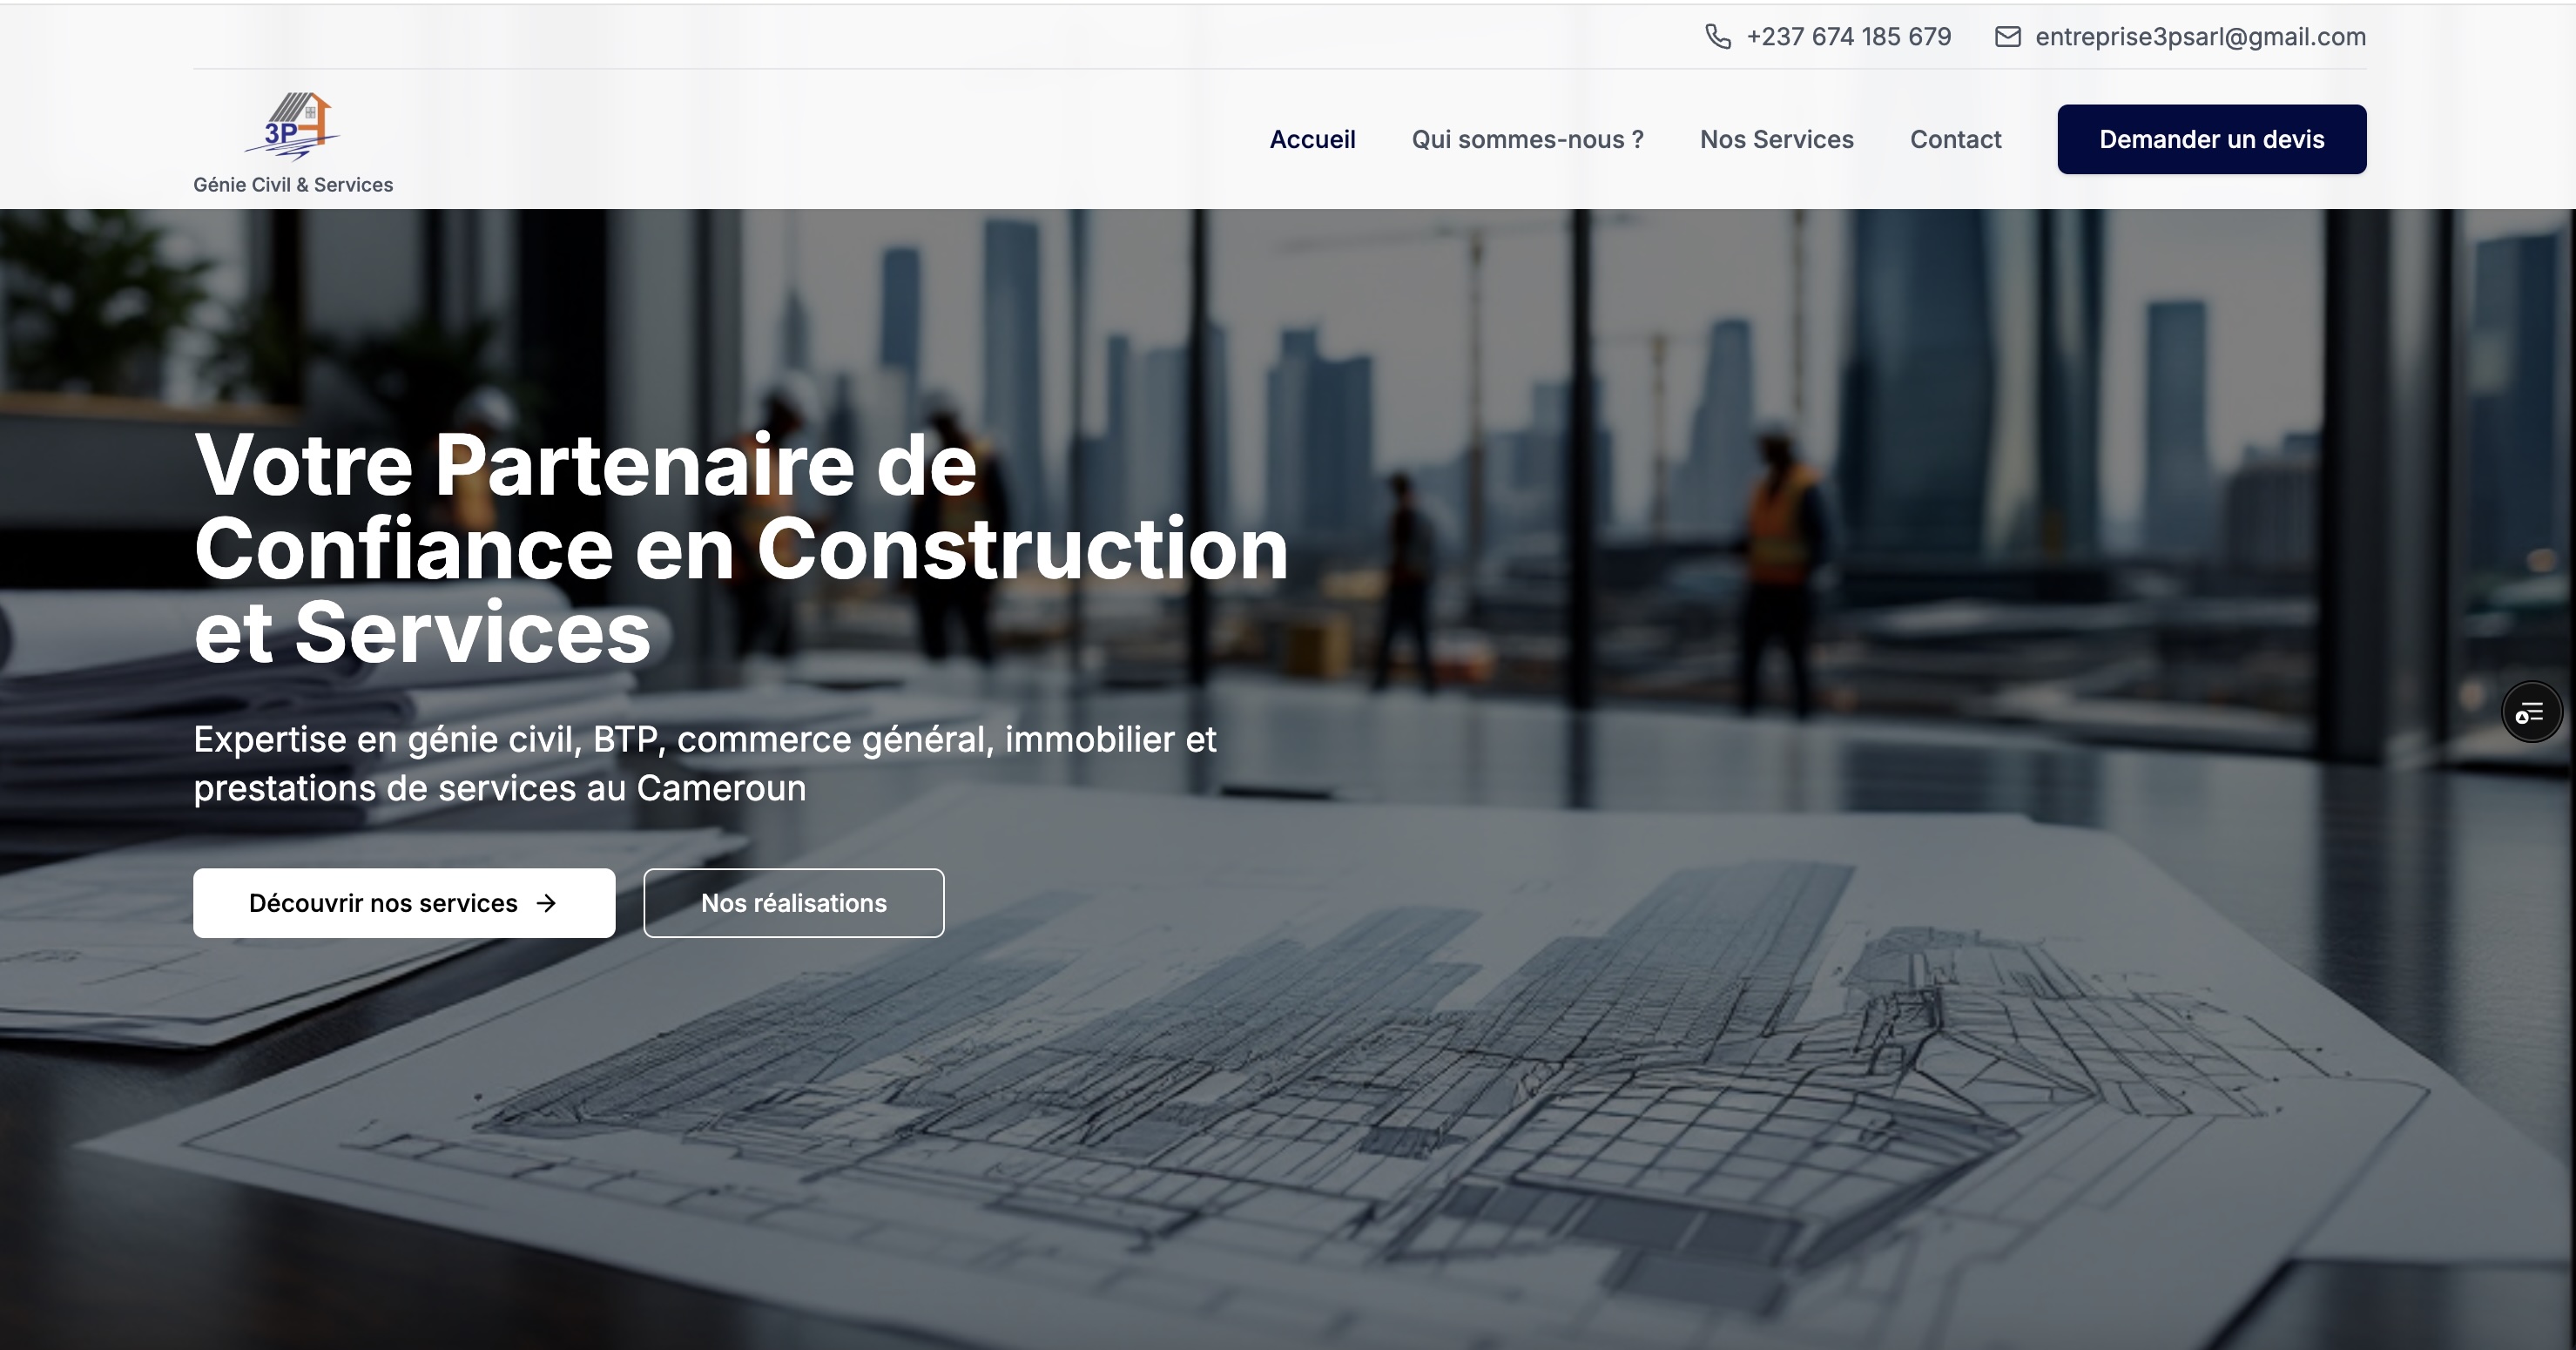 +237 674 185 679
entreprise3psarl@gmail.com
3P
Génie Civil & Services
Accueil
Qui sommes-nous ?
Nos Services
Contact
Demander un devis
Votre Partenaire de
Confiance en Construction
et Services
Expertise en génie civil, BTP, commerce général, immobilier et
prestations de services au Cameroun
Découvrir nos services →
Nos réalisations